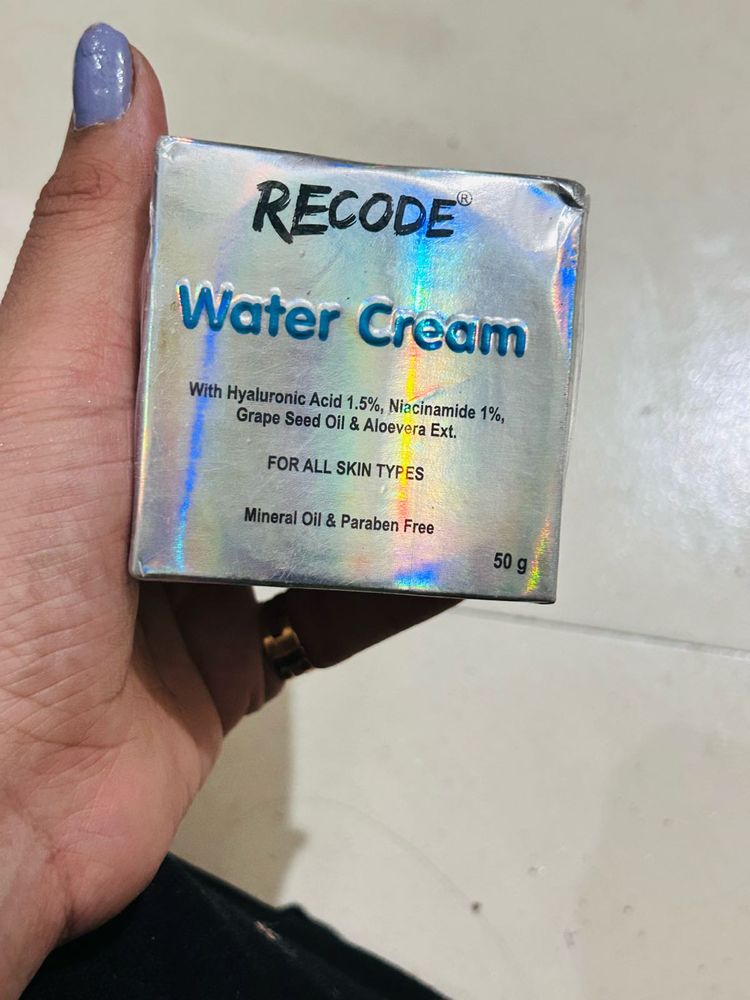 RECODE®
Water Cream
With Hyaluronic Acid 1.5%, Niacinamide 1%,
Grape Seed Oil & Aloevera Ext.
FOR ALL SKIN TYPES
Mineral Oil & Paraben Free
50 g